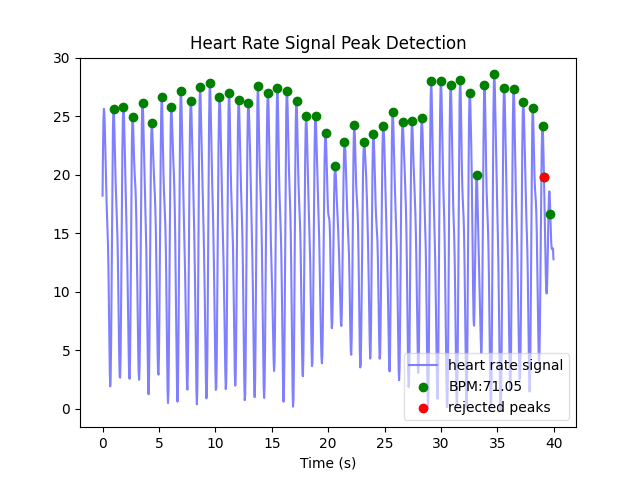 Heart Rate Signal Peak Detection
30
25
20
15
10
5
0
heart rate signal
BPM:71.05
rejected peaks
0 5 10 15 20 25 30 35 40
Time (s)